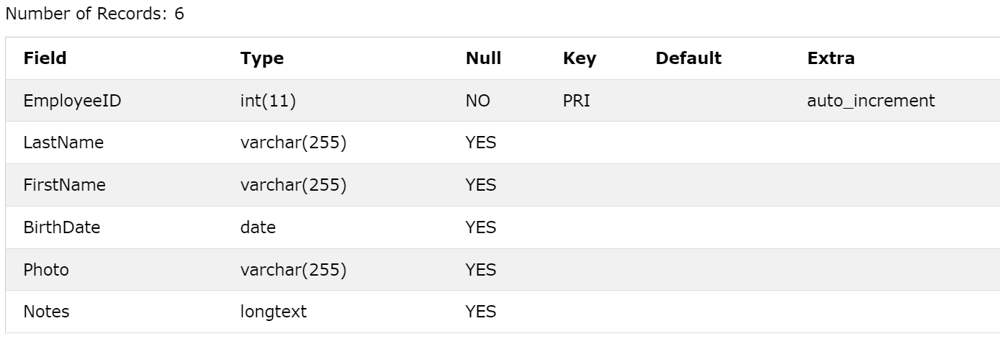 Number of Records: 6
Field Type Null Key Default Extra
EmployeeID int(11) NO PRI auto_increment
LastName varchar(255) YES
FirstName varchar(255) YES
BirthDate date YES
Photo varchar(255) YES
Notes longtext YES